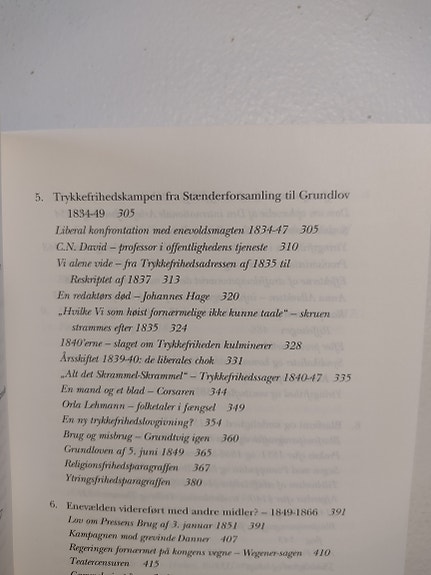 5. Trykkefrihedskampen fra Stænderforsamling til Grundlov
1834-49 305
Liberal konfrontation med enevoldsmagten 1834-47 305
C.N. David – professor i offentlighedens tjeneste 310
Vi alene vide – fra Trykkefrihedsadressen af 1835 til
Reskriptet af 1837 313
En redaktørs død – Johannes Hage 320
„Hvilke Vi som høist fornærmelige ikke kunne taale“ – skruen
strammes efter 1835 324
1840'erne – slaget om Trykkefriheden kulminerer 328
Årsskiftet 1839-40: de liberales chok 331
„Alt det Skrammel-Skrammel“ – Trykkefrihedssager 1840-47 335
En mand og et blad – Corsaren 344
Orla Lehmann – folketaler i fængsel 349
En ny trykkefrihedslovgivning? 354
Brug og misbrug – Grundtvig igen 360
Grundloven af 5. juni 1849 365
Religionsfrihedsparagraffen 367
Ytringsfrihedsparagraffen 380
6. Enevælden videreført med andre midler? – 1849-1866 391
Lov om Pressens Brug af 3. januar 1851 391
Kampagnen mod grevinde Danner 407
Regeringen fornærmet på kongens vegne – Wegener-sagen 410
Teatercensuren 415